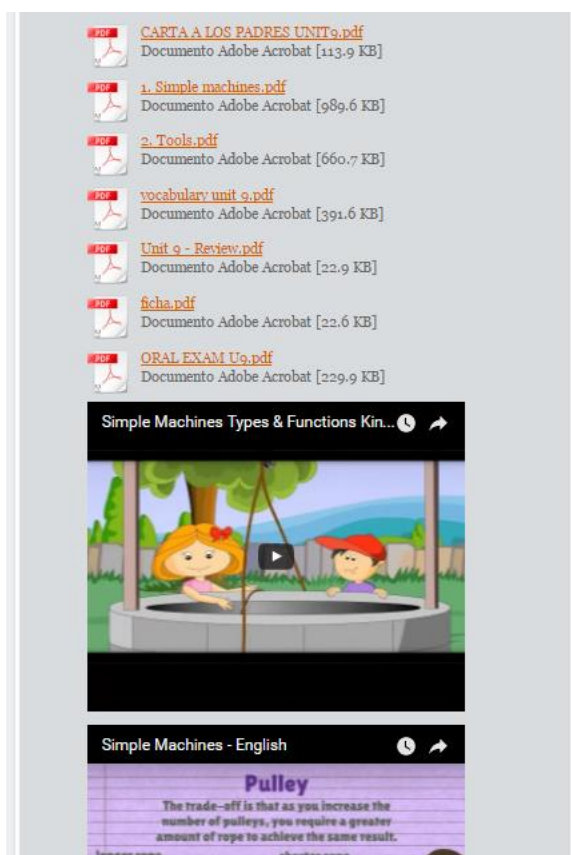 CARTA A LOS PADRES UNIT9.pdf
Documento Adobe Acrobat [113.9 KB]
1. Simple machines.pdf
Documento Adobe Acrobat [989.6 KB]
2. Tools.pdf
Documento Adobe Acrobat [660.7 KB]
vocabulary unit 9.pdf
Documento Adobe Acrobat [391.6 KB]
Unit 9 - Review.pdf
Documento Adobe Acrobat [22.9 KB]
ficha.pdf
Documento Adobe Acrobat [22.6 KB]
ORAL EXAM U9.pdf
Documento Adobe Acrobat [229.9 KB]
Simple Machines Types & Functions Kin...
Simple Machines - English
Pulley
The trade-off is that as you increase the
number of pulleys, you require a greater
amount of rope to achieve the same result.